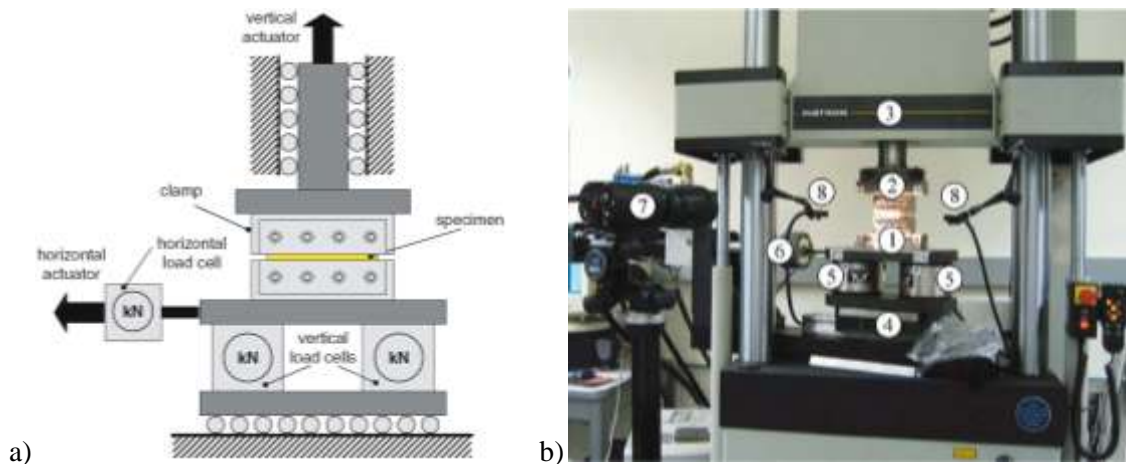 vertical
actuator
clamp
specimen
horizontal
load cell
horizontal
actuator
kN
kN
vertical
load cells
kN
a)
3
2
8
8
7
1
6
5
5
4
b)